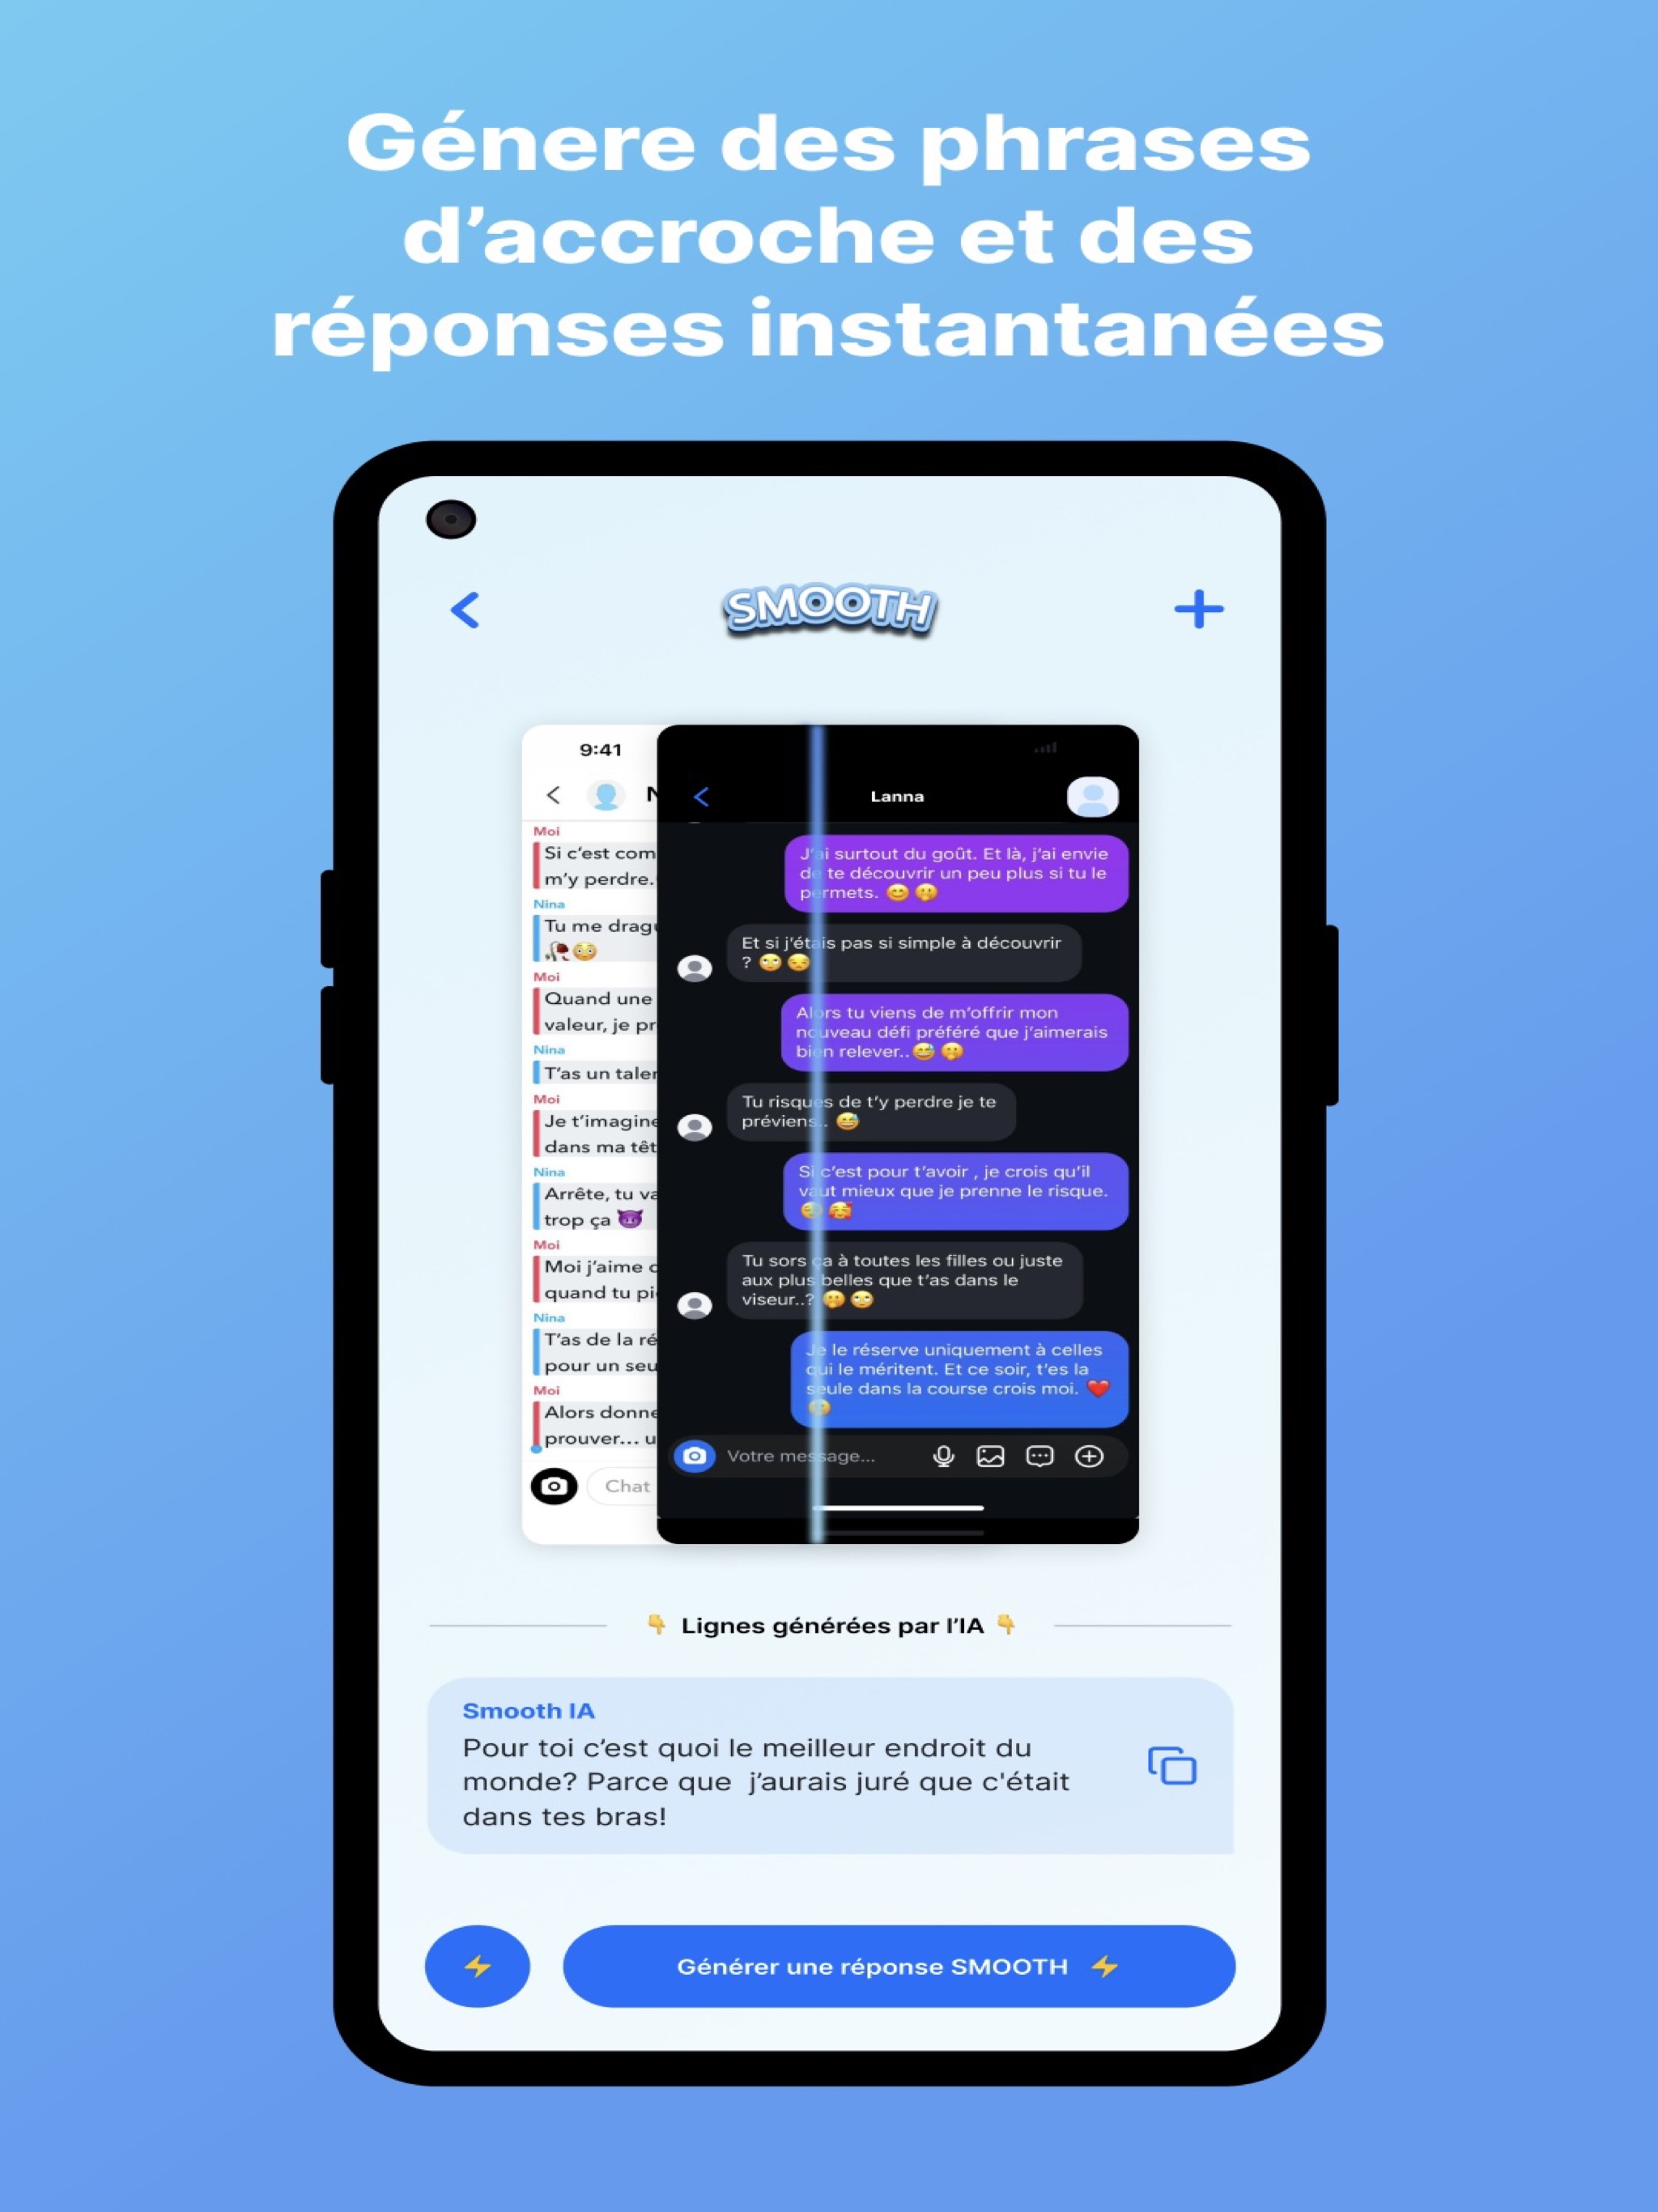 Génere des phrases
d’accroche et des
réponses instantanées
SMOOTH
9:41
Moi
Si c’est com
m’y perdre.
Nina
Tu me drag
🥀😳
Moi
Quand une
valeur, je pr
Nina
T’as un taler
Moi
Je t’imagine
dans ma têt
Nina
Arrête, tu va
trop ça 😈
Moi
Moi j’aime
quand tu pi
Nina
T’as de la ré
pour un seu
Moi
Alors donne
prouver... u
Chat
Lanna
J’ai surtout du goût. Et là, j’ai envie
de te découvrir un peu plus si tu le
permets. 😊 🤭
Et si j’étais pas si simple à découvrir
? 🙄 😒
Alors tu viens de m’offrir mon
nouveau défi préféré que j’aimerais
bien relever..😅 🤭
Tu risques de t’y perdre je te
préviens.. 😅
Si c’est pour t’avoir , je crois qu’il
vaut mieux que je prenne le risque.
🥰
Tu sors ça à toutes les filles ou juste
aux plus belles que t’as dans le
viseur..? 🤭 🙄
Je le réserve uniquement à celles
qui le méritent. Et ce soir, t’es la
seule dans la course crois moi. ❤️
Votre message...
👇 Lignes générées par l’IA 👇
Smooth IA
Pour toi c’est quoi le meilleur endroit du
monde? Parce que  j’aurais juré que c'était
dans tes bras!
⚡
Générer une réponse SMOOTH ⚡